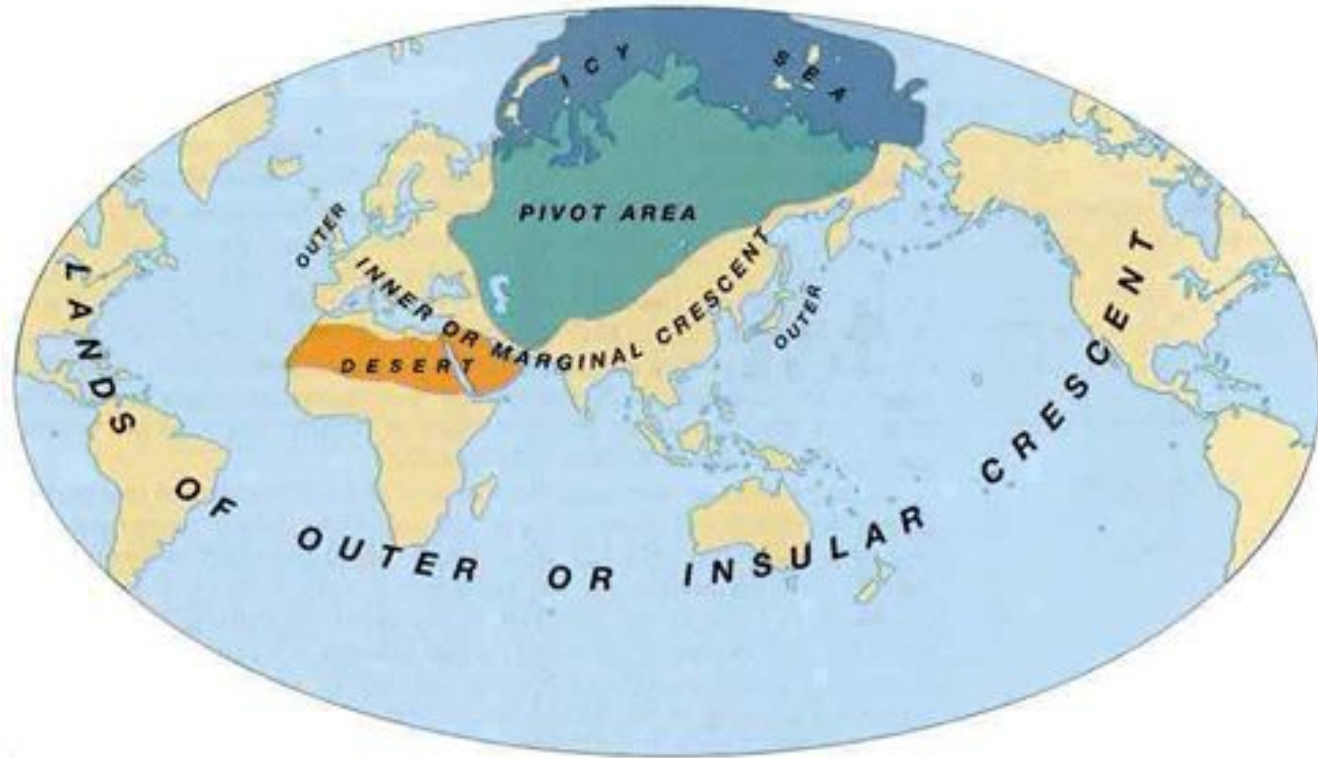 ICY SEA
PIVOT AREA
OUTER
INNER OR MARGINAL CRESCENT
OUTER
DESERT
LANDS OF OUTER OR INSULAR CRESCENT